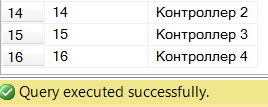 14 14 Контроллер 2
15 15 Контроллер 3
16 16 Контроллер 4
Query executed successfully.